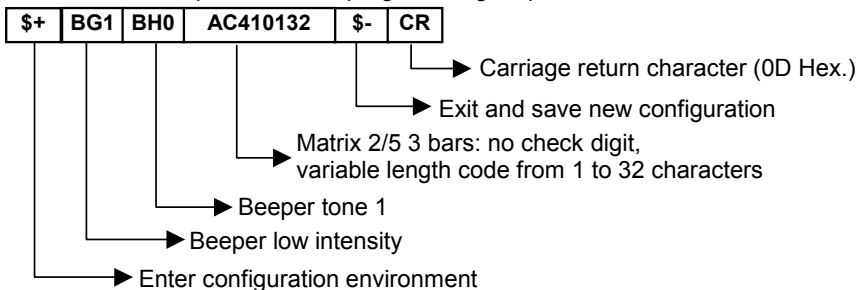 $+ BG1 BH0 AC410132 $- CR
Carriage return character (0D Hex.)
Exit and save new configuration
Matrix 2/5 3 bars: no check digit,
variable length code from 1 to 32 characters
Beeper tone 1
Beeper low intensity
Enter configuration environment